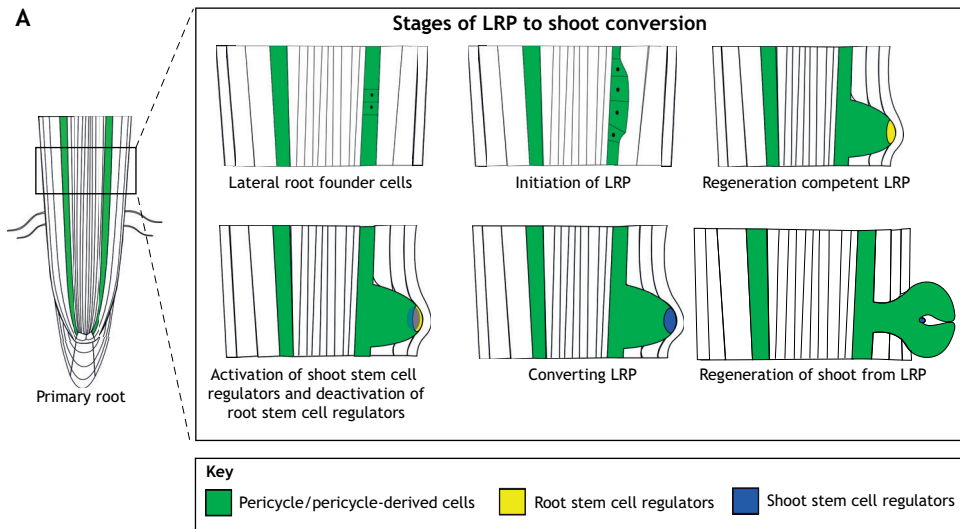 A
Stages of LRP to shoot conversion
Lateral root founder cells
Initiation of LRP
Regeneration competent LRP
Primary root
Activation of shoot stem cell
regulators and deactivation of
root stem cell regulators
Converting LRP
Regeneration of shoot from LRP
Key
Pericycle/pericycle-derived cells
Root stem cell regulators
Shoot stem cell regulators